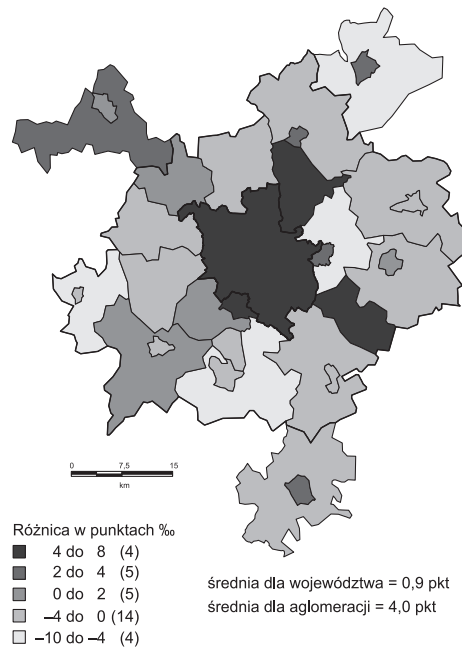 0 7,5 15
km
Różnica w punktach ‰
4 do 8 (4)
2 do 4 (5)
0 do 2 (5)
–4 do 0 (14)
–10 do –4 (4)
średnia dla województwa = 0,9 pkt
średnia dla aglomeracji = 4,0 pkt